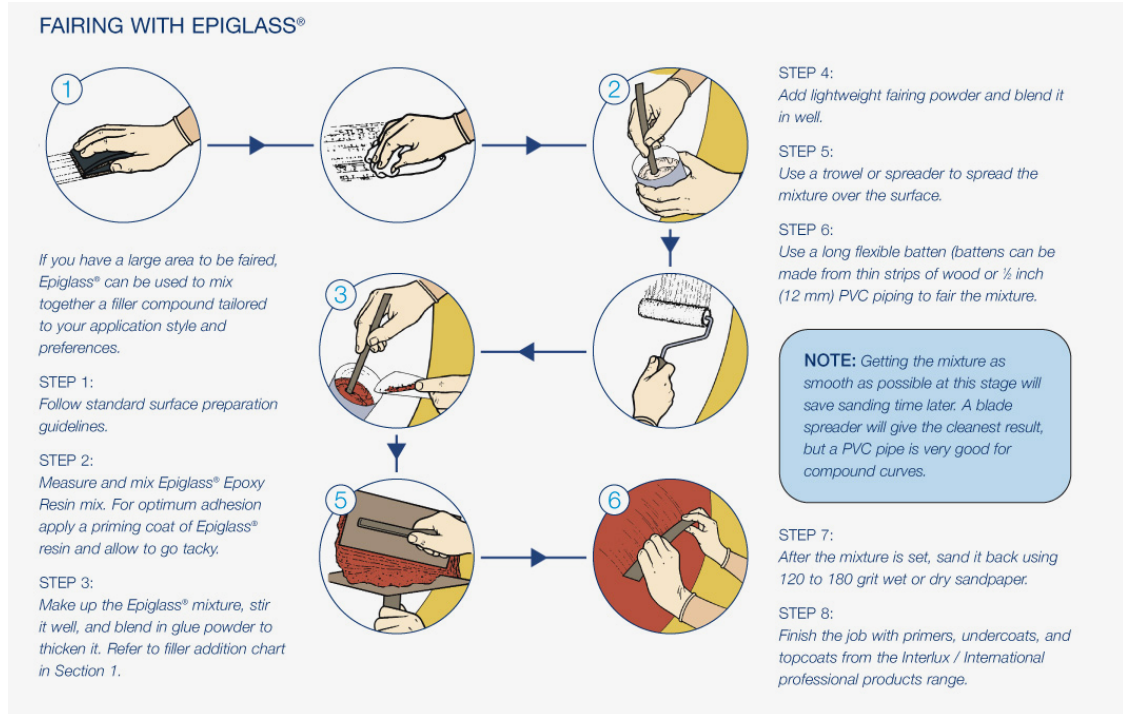 FAIRING WITH EPIGLASS®
1
2
3
5
6
If you have a large area to be faired,
Epiglass® can be used to mix
together a filler compound tailored
to your application style and
preferences.
STEP 1:
Follow standard surface preparation
guidelines.
STEP 2:
Measure and mix Epiglass® Epoxy
Resin mix. For optimum adhesion
apply a priming coat of Epiglass®
resin and allow to go tacky.
STEP 3:
Make up the Epiglass® mixture, stir
it well, and blend in glue powder to
thicken it. Refer to filler addition chart
in Section 1.
STEP 4:
Add lightweight fairing powder and blend it
in well.
STEP 5:
Use a trowel or spreader to spread the
mixture over the surface.
STEP 6:
Use a long flexible batten (battens can be
made from thin strips of wood or ½ inch
(12 mm) PVC piping to fair the mixture.
NOTE: Getting the mixture as
smooth as possible at this stage will
save sanding time later. A blade
spreader will give the cleanest result,
but a PVC pipe is very good for
compound curves.
STEP 7:
After the mixture is set, sand it back using
120 to 180 grit wet or dry sandpaper.
STEP 8:
Finish the job with primers, undercoats, and
topcoats from the Interlux / International
professional products range.